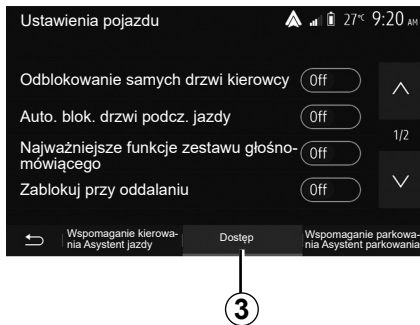 Ustawienia pojazdu 27°C 9:20 AM
Odblokowanie samych drzwi kierowcy Off
Auto. blok. drzwi podcz. jazdy Off
1/2
Najważniejsze funkcje zestawu głośno-
mówiącego Off
Zablokuj przy oddalaniu Off
Wspomaganie kierowa-
nia Asystent jazdy
Dostęp
Wspomaganie parkowa-
nia Asystent parkowania
3